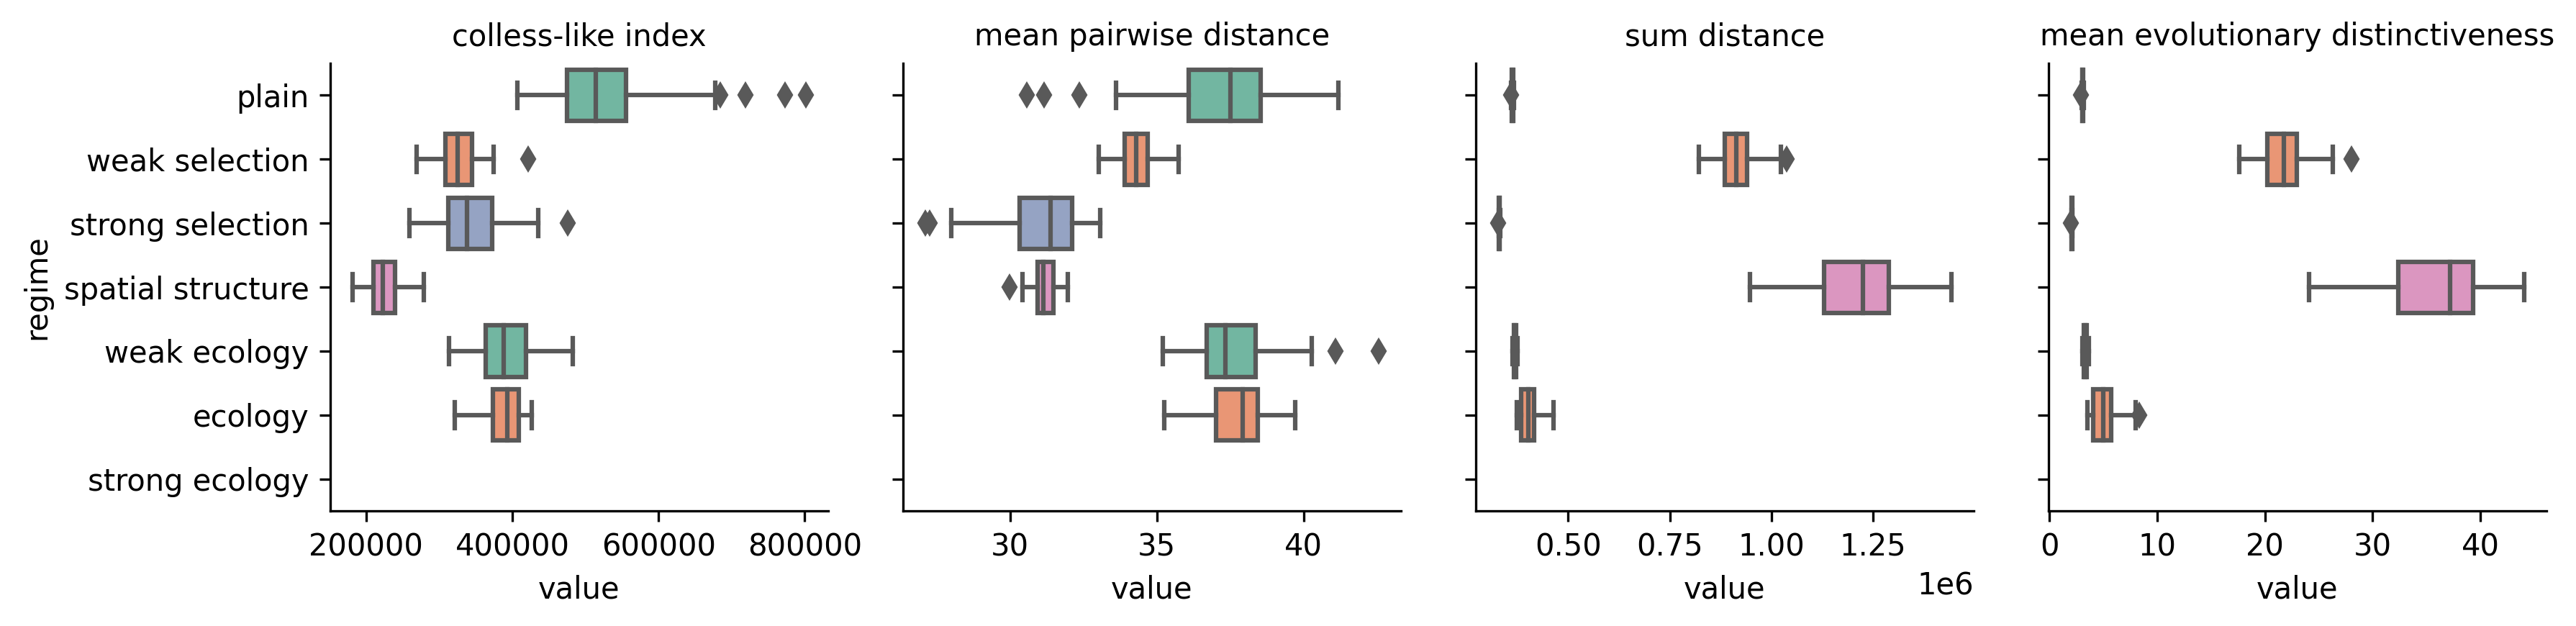 colless-like index
mean pairwise distance
sum distance
mean evolutionary distinctiveness
regime
plain
weak selection
strong selection
spatial structure
weak ecology
ecology
strong ecology
200000 400000 600000 800000
30 35 40
0.50 0.75 1.00 1.25
0 10 20 30 40
value
value
value
1e6
value